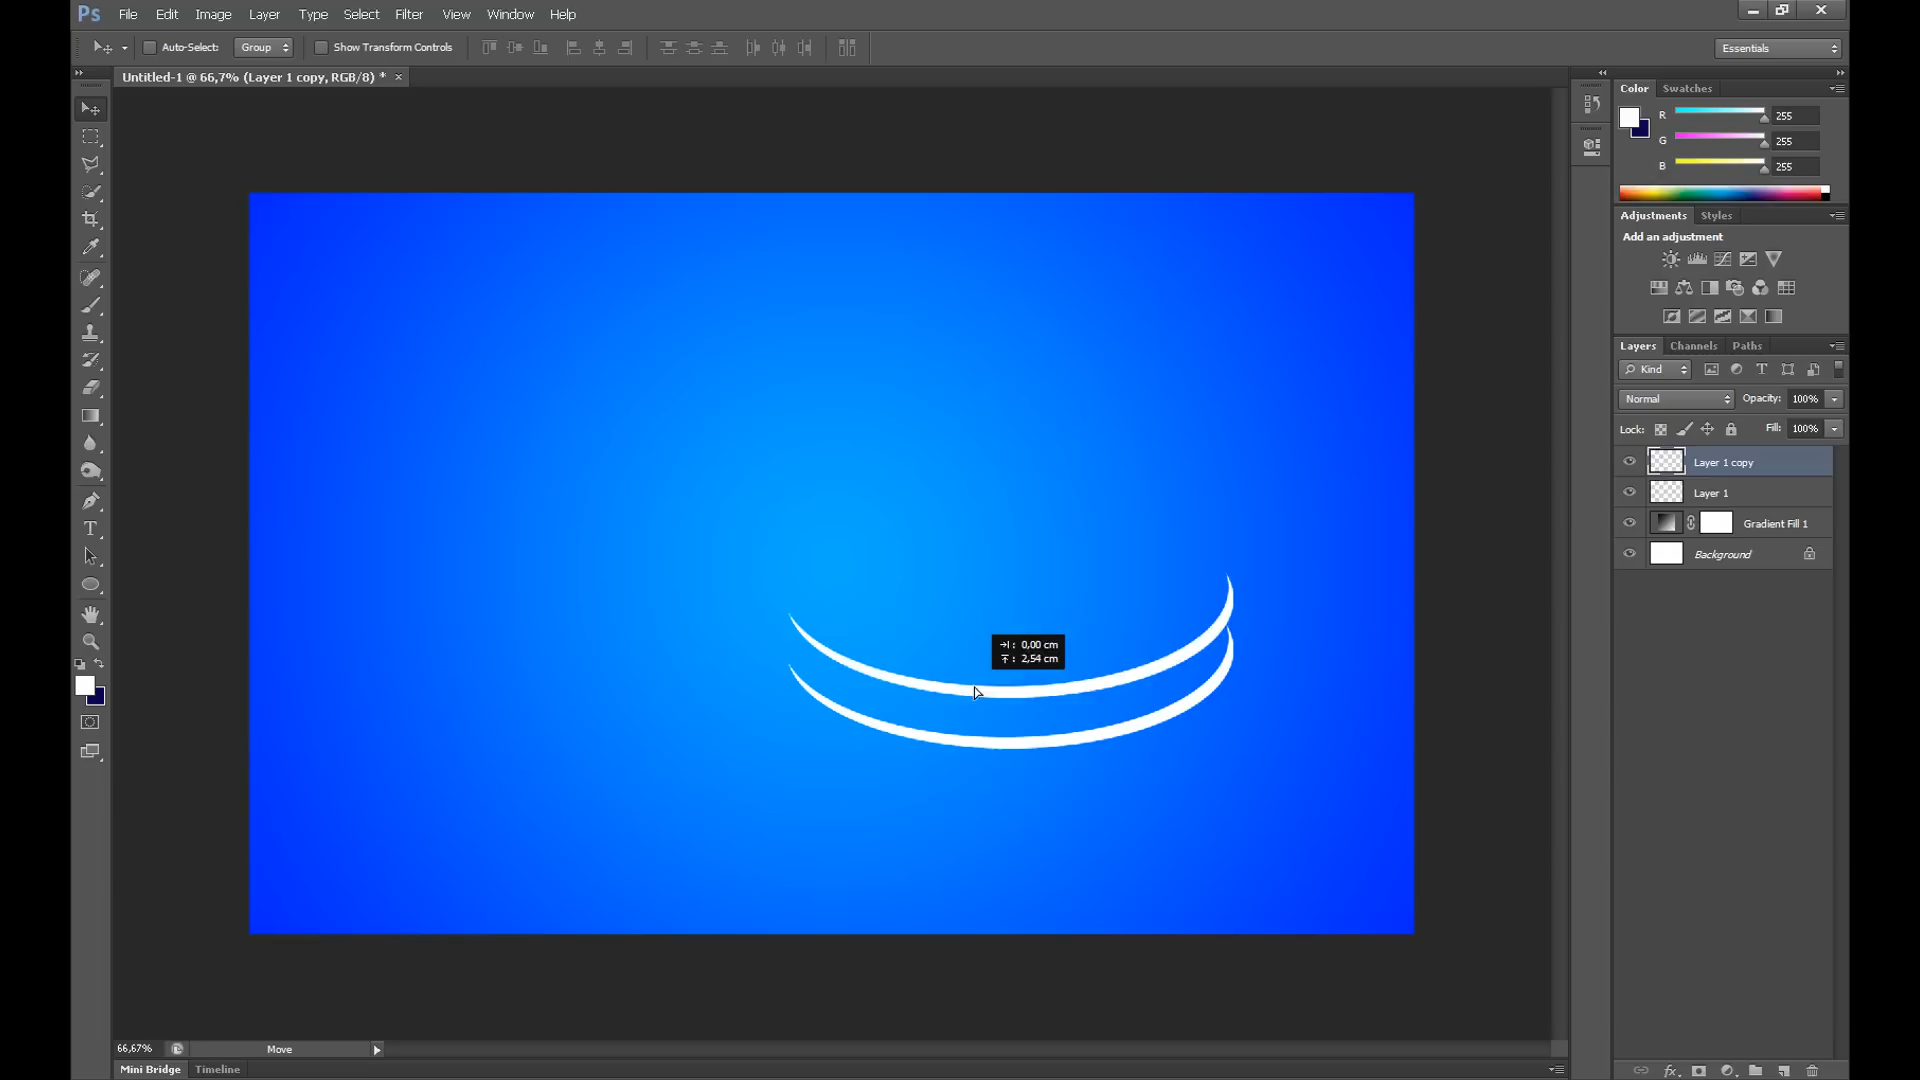 Ps File Edit Image Layer Type Select Filter View Window Help
Auto-Select: Group Show Transform Controls Essentials
Untitled-1 @ 66,7% (Layer 1 copy, RGB/8) * ×
Color Swatches
R 255
G 255
B 255
Adjustments Styles
Add an adjustment
Layers Channels Paths
Kind
Normal Opacity: 100%
Lock: Fill: 100%
Layer 1 copy
Layer 1
Gradient Fill 1
Background
0,00 cm
2,54 cm
66,67% Move
Mini Bridge Timeline